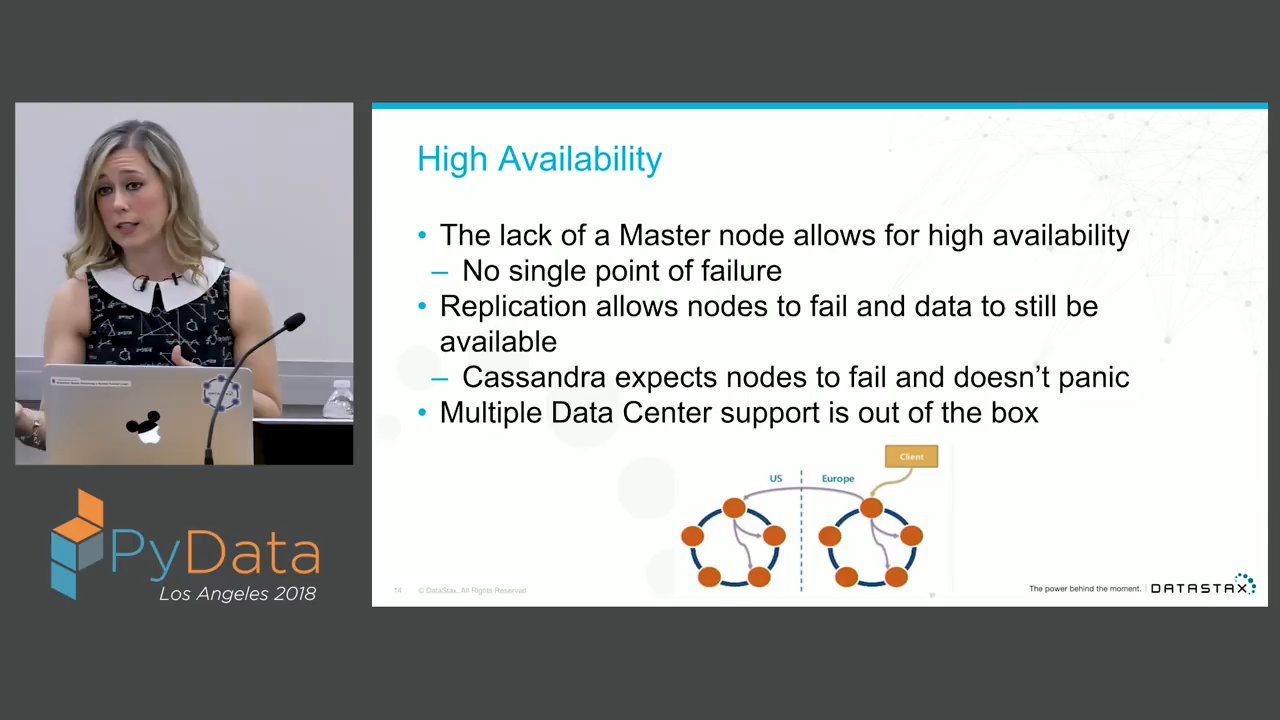 High Availability
• The lack of a Master node allows for high availability
– No single point of failure
• Replication allows nodes to fail and data to still be
available
– Cassandra expects nodes to fail and doesn’t panic
• Multiple Data Center support is out of the box
Client
US
Europe
14
© DataStax, All Rights Reserved.
The power behind the moment.
DATASTAX
PyData
Los Angeles 2018